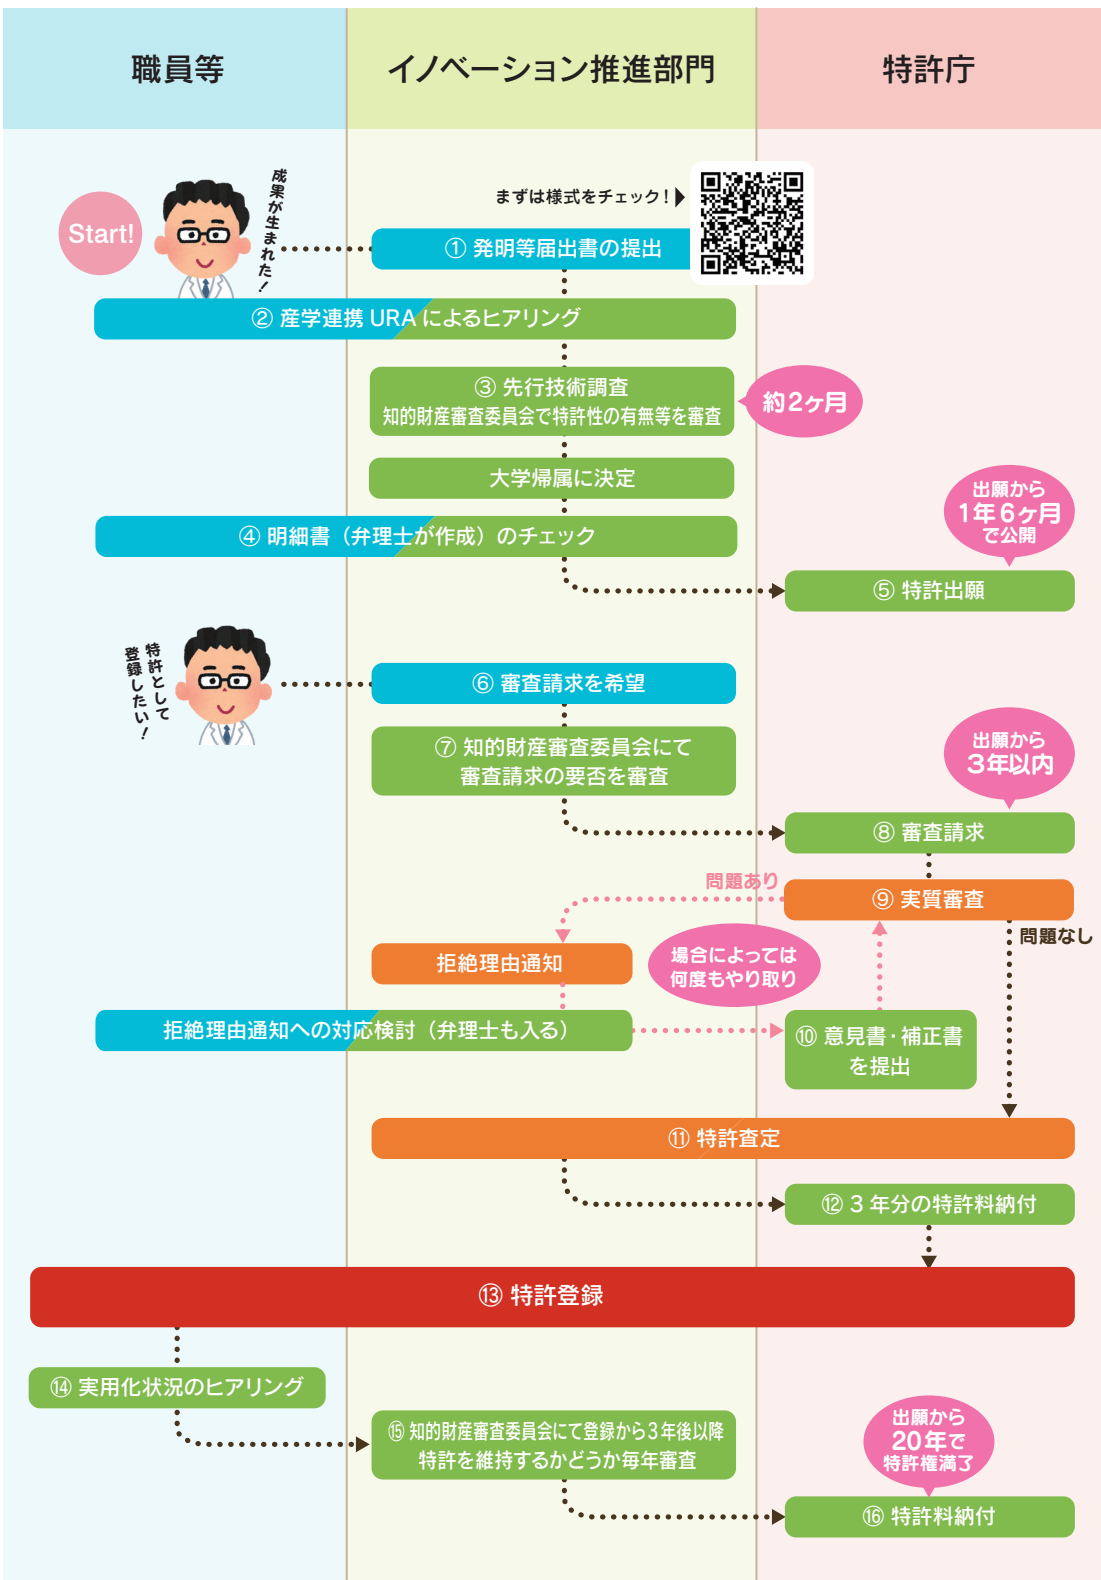 職員等
イノベーション推進部門
特許庁
Start!
成果が生まれた！
まずは様式をチェック！
① 発明等届出書の提出
② 産学連携 URA によるヒアリング
③ 先行技術調査
知的財産審査委員会で特許性の有無等を審査
約2ヶ月
大学帰属に決定
④ 明細書（弁理士が作成）のチェック
出願から
1年6ヶ月
で公開
⑤ 特許出願
特許として
登録したい！
⑥ 審査請求を希望
⑦ 知的財産審査委員会にて
審査請求の要否を審査
出願から
3年以内
⑧ 審査請求
問題あり
⑨ 実質審査
問題なし
拒絶理由通知
場合によっては
何度もやり取り
拒絶理由通知への対応検討（弁理士も入る）
⑩ 意見書・補正書
を提出
⑪ 特許査定
⑫ 3 年分の特許料納付
⑬ 特許登録
⑭ 実用化状況のヒアリング
⑮ 知的財産審査委員会にて登録から3年後以降
特許を維持するかどうか毎年審査
出願から
20年で
特許権満了
⑯ 特許料納付